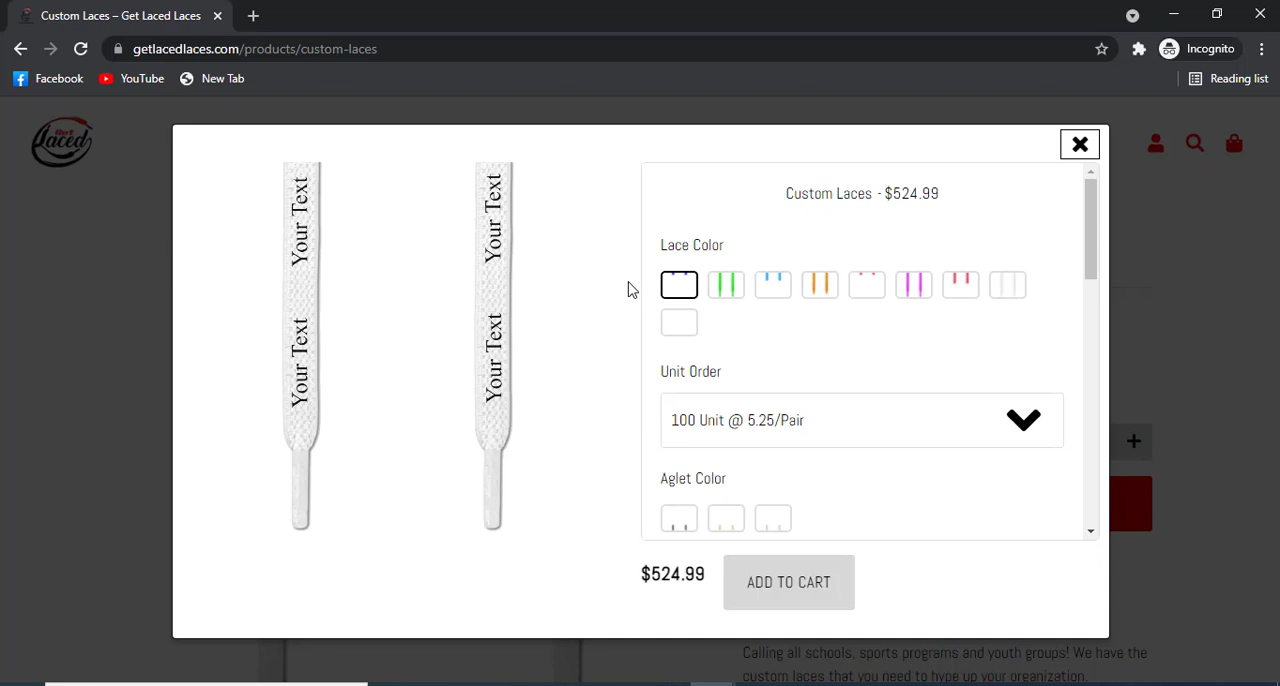 Custom Laces – Get Laced Laces
getlacedlaces.com/products/custom-laces
Incognito
Facebook
YouTube
New Tab
Reading list
Laced
Custom Laces - $524.99
Lace Color
Unit Order
100 Unit @ 5.25/Pair
Aglet Color
Your Text
Your Text
Your Text
Your Text
$524.99
ADD TO CART
Calling all schools, sports programs and youth groups! We have the
custom laces that you need to hype up your organization.